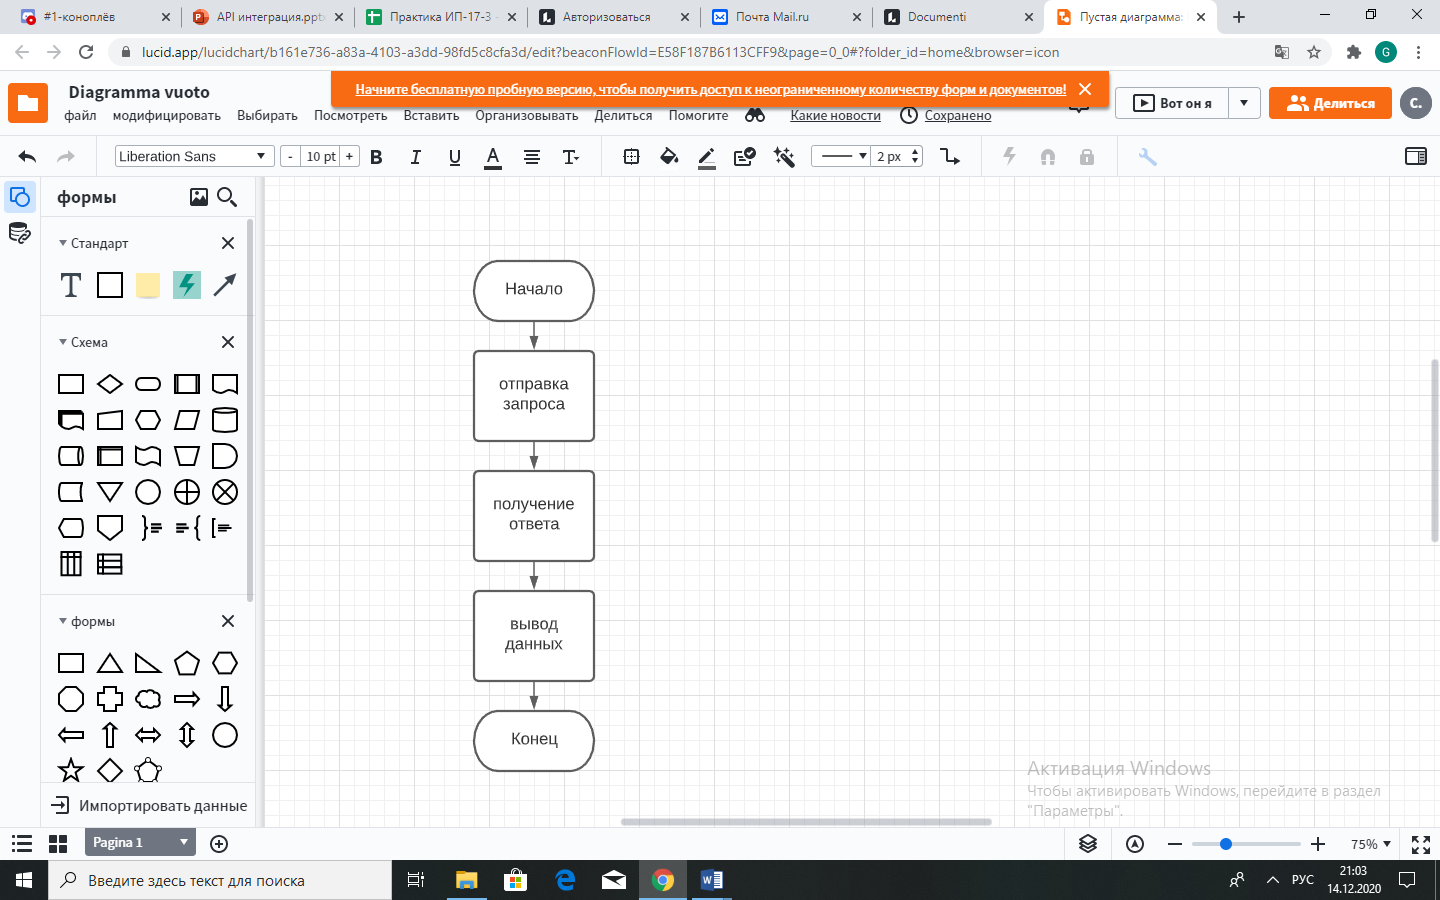 #1-коноплёв
API интеграция.pptx
Практика ИП-17-3
Авторизоваться
Почта Mail.ru
Documenti
Пустая диаграмма:
lucid.app/lucidchart/b161e736-a83a-4103-a3dd-98fd5c8cfa3d/edit?beaconFlowId=E58F187B6113CFF9&page=0_0#?folder_id=home&browser=icon
G
Начните бесплатную пробную версию, чтобы получить доступ к неограниченному количеству форм и документов!
Diagramma vuoto
файл модифицировать Выбирать Посмотреть Вставить Организовывать Делиться Помогите Какие новости Сохранено
Вот он я
Делиться
С.
Liberation Sans - 10 pt + B I U A T 2 px
формы
Стандарт
T
Схема
формы
Импортировать данные
Начало
отправка
запроса
получение
ответа
вывод
данных
Конец
Активация Windows
Чтобы активировать Windows, перейдите в раздел
"Параметры".
Pagina 1
75%
Введите здесь текст для поиска
W
РУС
21:03
14.12.2020